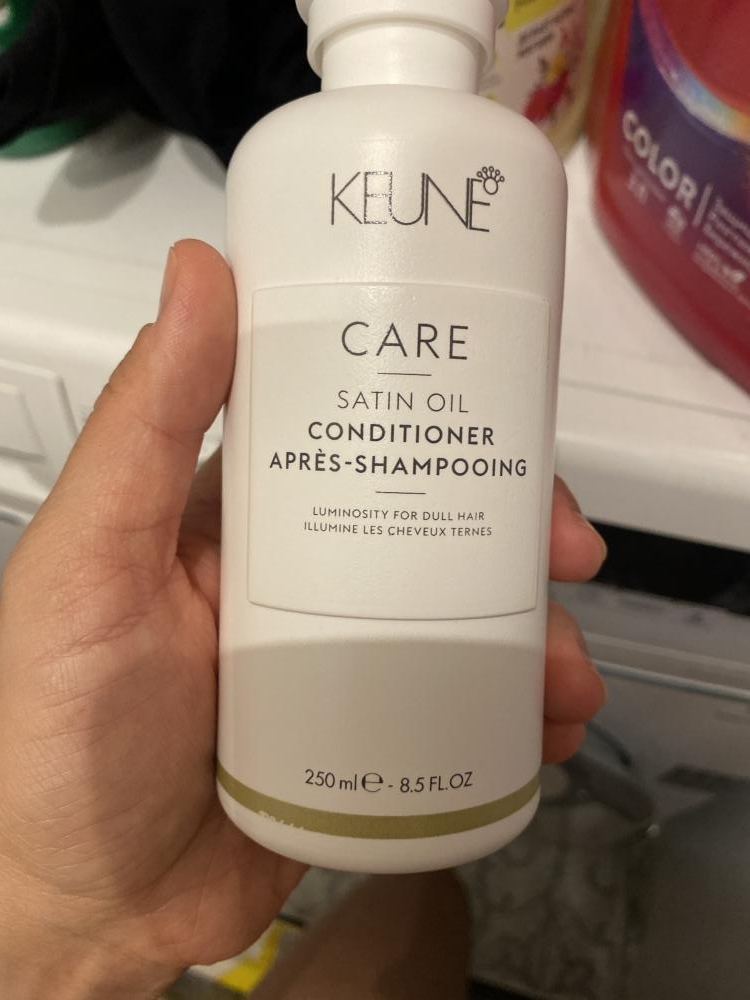 KEUNE
CARE
SATIN OIL
CONDITIONER
APRÈS-SHAMPOOING
LUMINOSITY FOR DULL HAIR
ILLUMINE LES CHEVEUX TERNES
250 ml e - 8.5 FL.OZ
COLOR